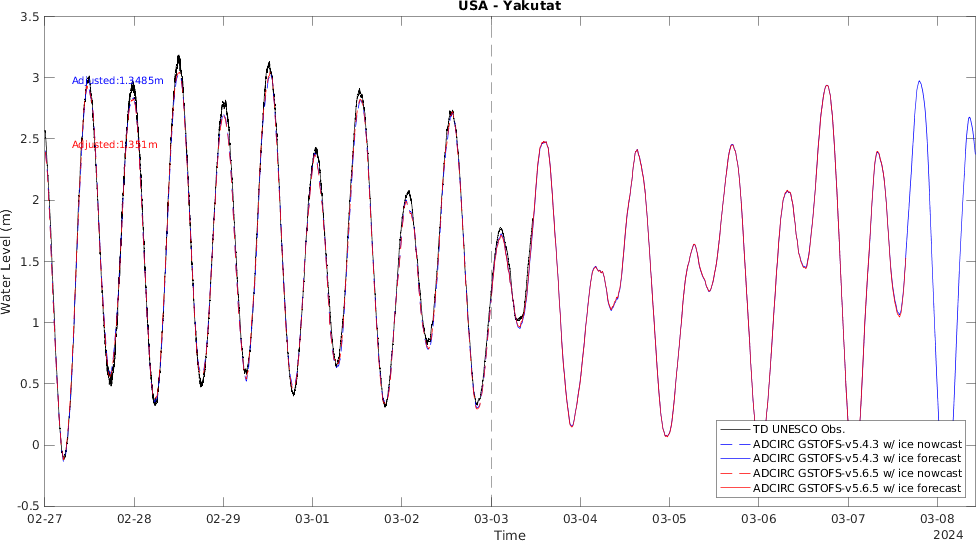 USA - Yakutat
3.5
3
2.5
2
1.5
1
0.5
0
-0.5
Water Level (m)
Adjusted:1.3485m
Adjusted:1.351m
TD UNESCO Obs.
ADCIRC GSTOFS-v5.4.3 w/ ice nowcast
ADCIRC GSTOFS-v5.4.3 w/ ice forecast
ADCIRC GSTOFS-v5.6.5 w/ ice nowcast
ADCIRC GSTOFS-v5.6.5 w/ ice forecast
02-27 02-28 02-29 03-01 03-02 03-03 03-04 03-05 03-06 03-07 03-08
Time
2024